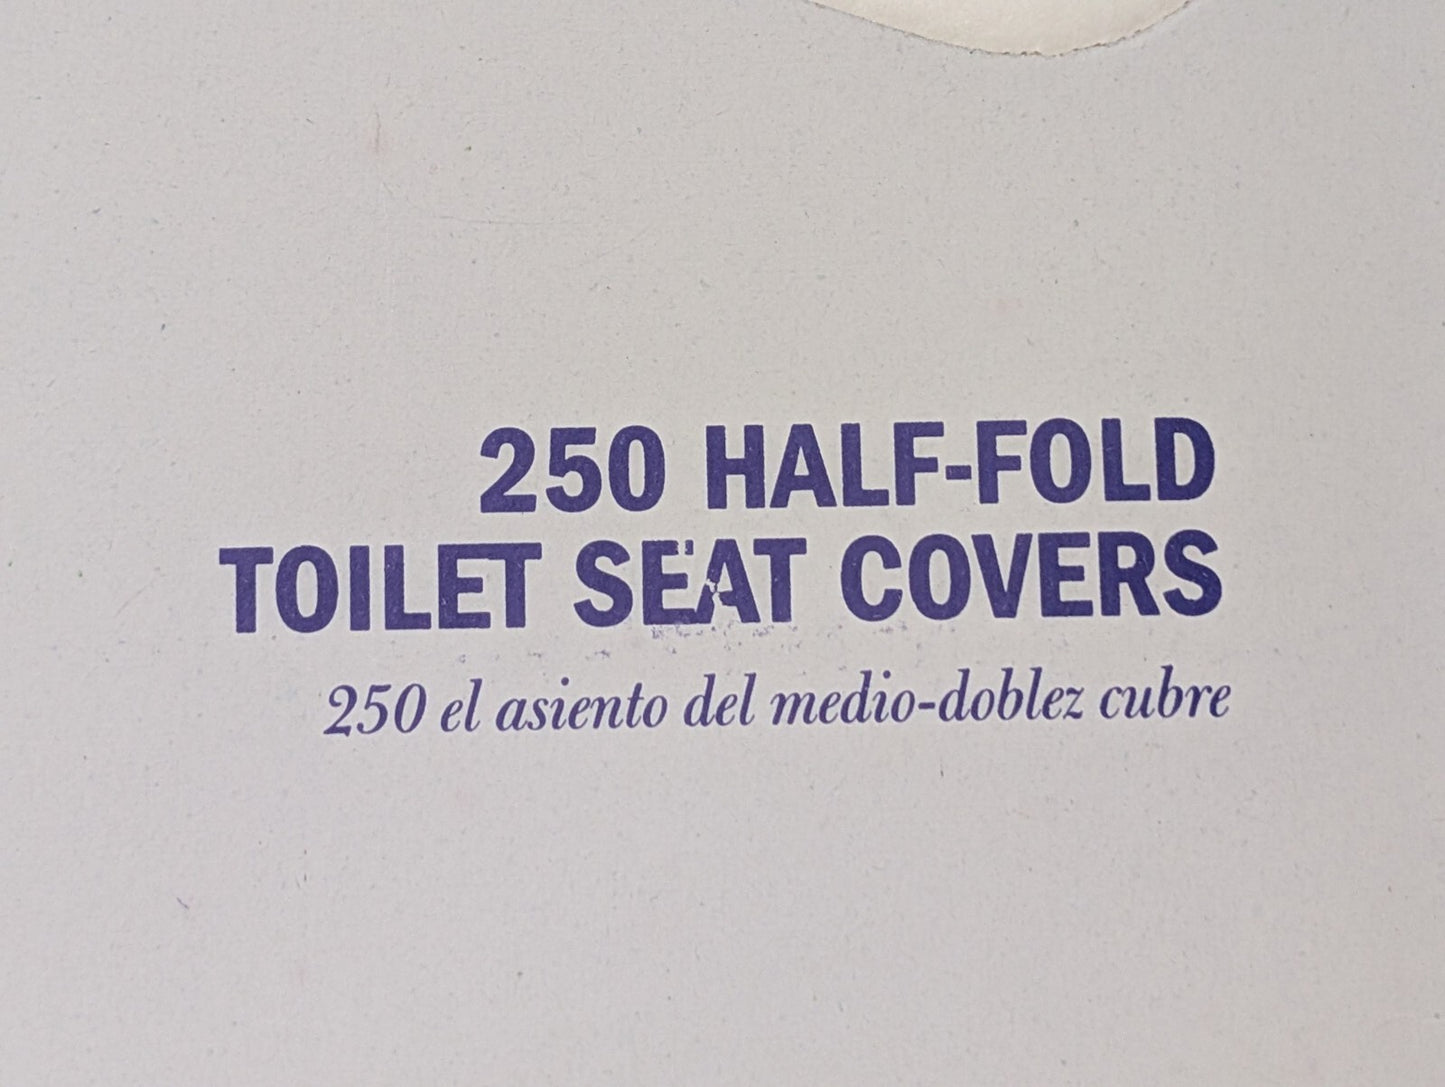 250 HALF-FOLD
TOILET SEAT COVERS
250 el asiento del medio-doblez cubre